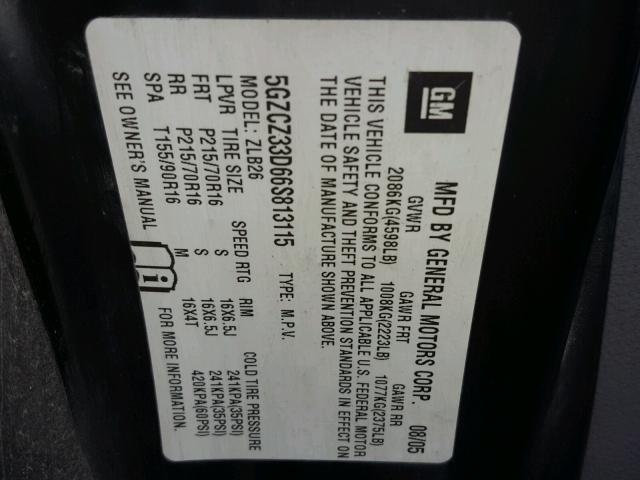 GM
MFD BY GENERAL MOTORS CORP. 08/05
GVWR GAWR FRT GAWR RR
2086KG(4598LB) 1008KG(2223LB) 1077KG(2375LB)
THIS VEHICLE CONFORMS TO ALL APPLICABLE U.S. FEDERAL MOTOR
VEHICLE SAFETY AND THEFT PREVENTION STANDARDS IN EFFECT ON
THE DATE OF MANUFACTURE SHOWN ABOVE.
5GZCZ33D66S813115 TYPE: M.P.V.
MODEL: ZLB26
LPVR TIRE SIZE SPEED RTG RIM COLD TIRE PRESSURE
FRT P215/70R16 S 16X6.5J 241KPA(35PSI)
RR P215/70R16 S 16X6.5J 241KPA(35PSI)
SPA T155/90R16 M 16X4T 420KPA(60PSI)
SEE OWNER'S MANUAL i FOR MORE INFORMATION.